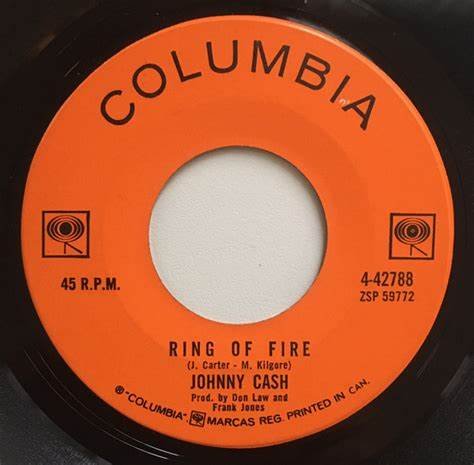 COLUMBIA
45 R.P.M.
4-42788
ZSP 59772
RING OF FIRE
(J. Carter - M. Kilgore)
JOHNNY CASH
Prod. by Don Law and
Frank Jones
® "COLUMBIA", MARCAS REG. PRINTED IN CAN.